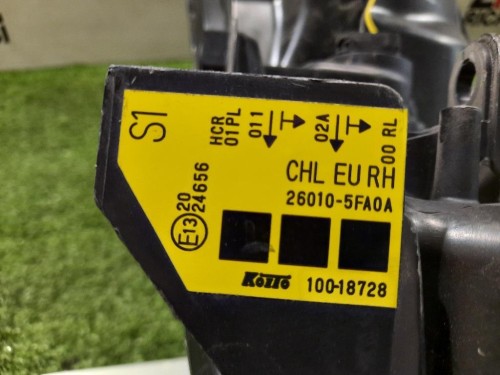 S1
HCR
01PL
011
02A
00 RL
CHL EU RH
26010-5FA0A
E13
20
24656
KOITO
100-18728